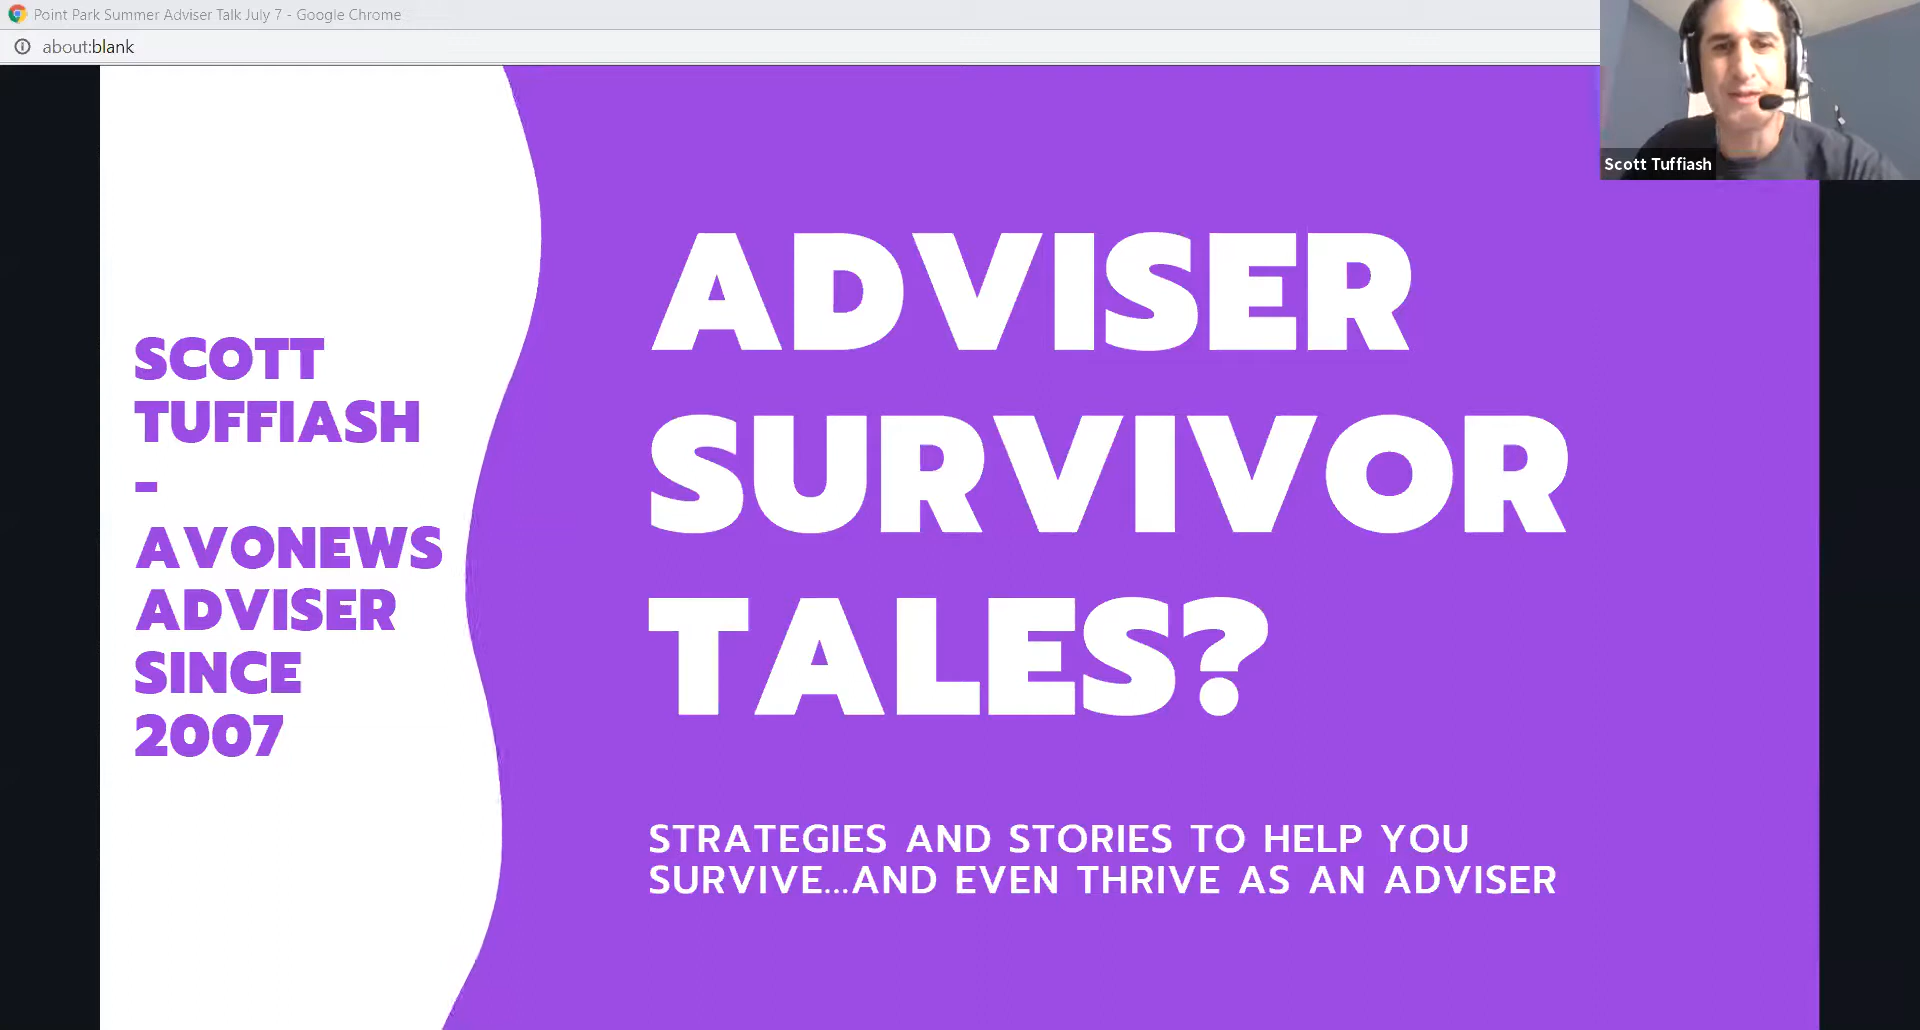 Point Park Summer Adviser Talk July 7 - Google Chrome
about:blank
Scott Tuffiash
SCOTT
TUFFIASH
-
AVONEWS
ADVISER
SINCE
2007
ADVISER
SURVIVOR
TALES?
STRATEGIES AND STORIES TO HELP YOU
SURVIVE...AND EVEN THRIVE AS AN ADVISER